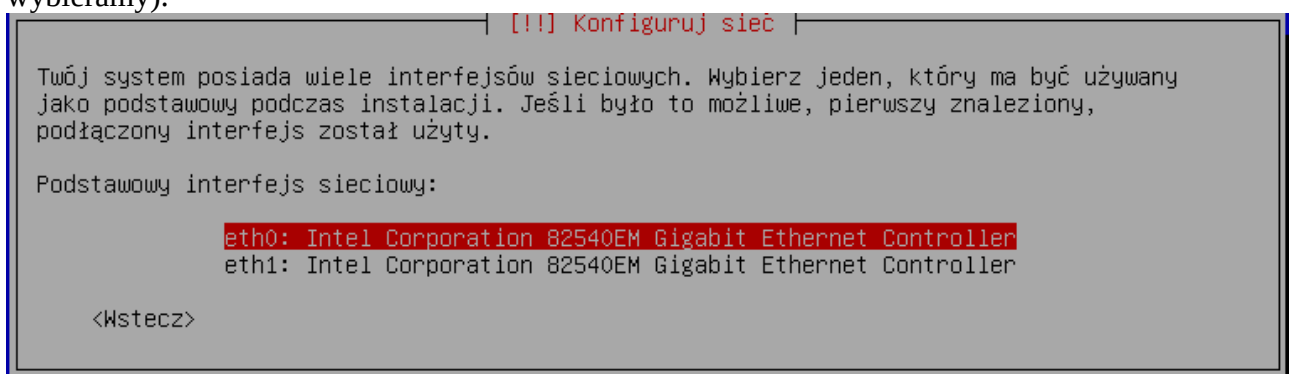 wybieramy).
[!!] Konfiguruj sieć
Twój system posiada wiele interfejsów sieciowych. Wybierz jeden, który ma być używany
jako podstawowy podczas instalacji. Jeśli było to możliwe, pierwszy znaleziony,
podłączony interfejs został użyty.
Podstawowy interfejs sieciowy:
eth0: Intel Corporation 82540EM Gigabit Ethernet Controller
eth1: Intel Corporation 82540EM Gigabit Ethernet Controller
<Wstecz>